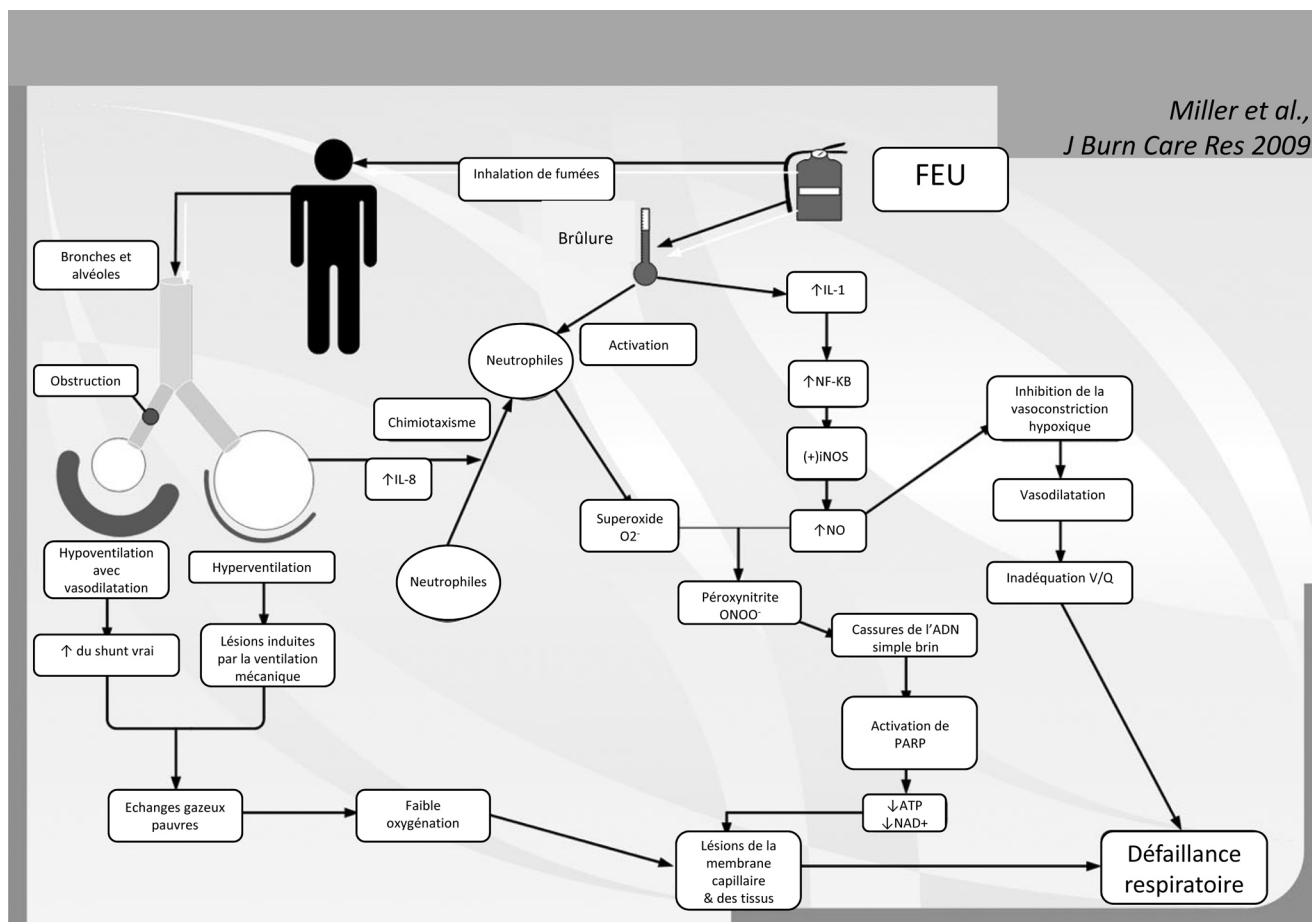 Miller et al.,
J Burn Care Res 2009
FEU
Inhalation de fumées
Brûlure
Bronches et
alvéoles
↑IL-1
Activation
Neutrophiles
Obstruction
↑NF-KB
Inhibition de la
vasoconstriction
hypoxique
Chimiotaxisme
(+)iNOS
↑IL-8
Vasodilatation
Superoxide
O2⁻
↑NO
Hypoventilation
avec
vasodilatation
Hyperventilation
Neutrophiles
Inadéquation V/Q
Péroxynitrite
ONOO⁻
Cassures de l’ADN
simple brin
↑ du shunt vrai
Lésions induites
par la ventilation
mécanique
Activation de
PARP
Echanges gazeux
pauvres
Faible
oxygénation
↓ATP
↓NAD+
Lésions de la
membrane
capillaire
& des tissus
Défaillance
respiratoire